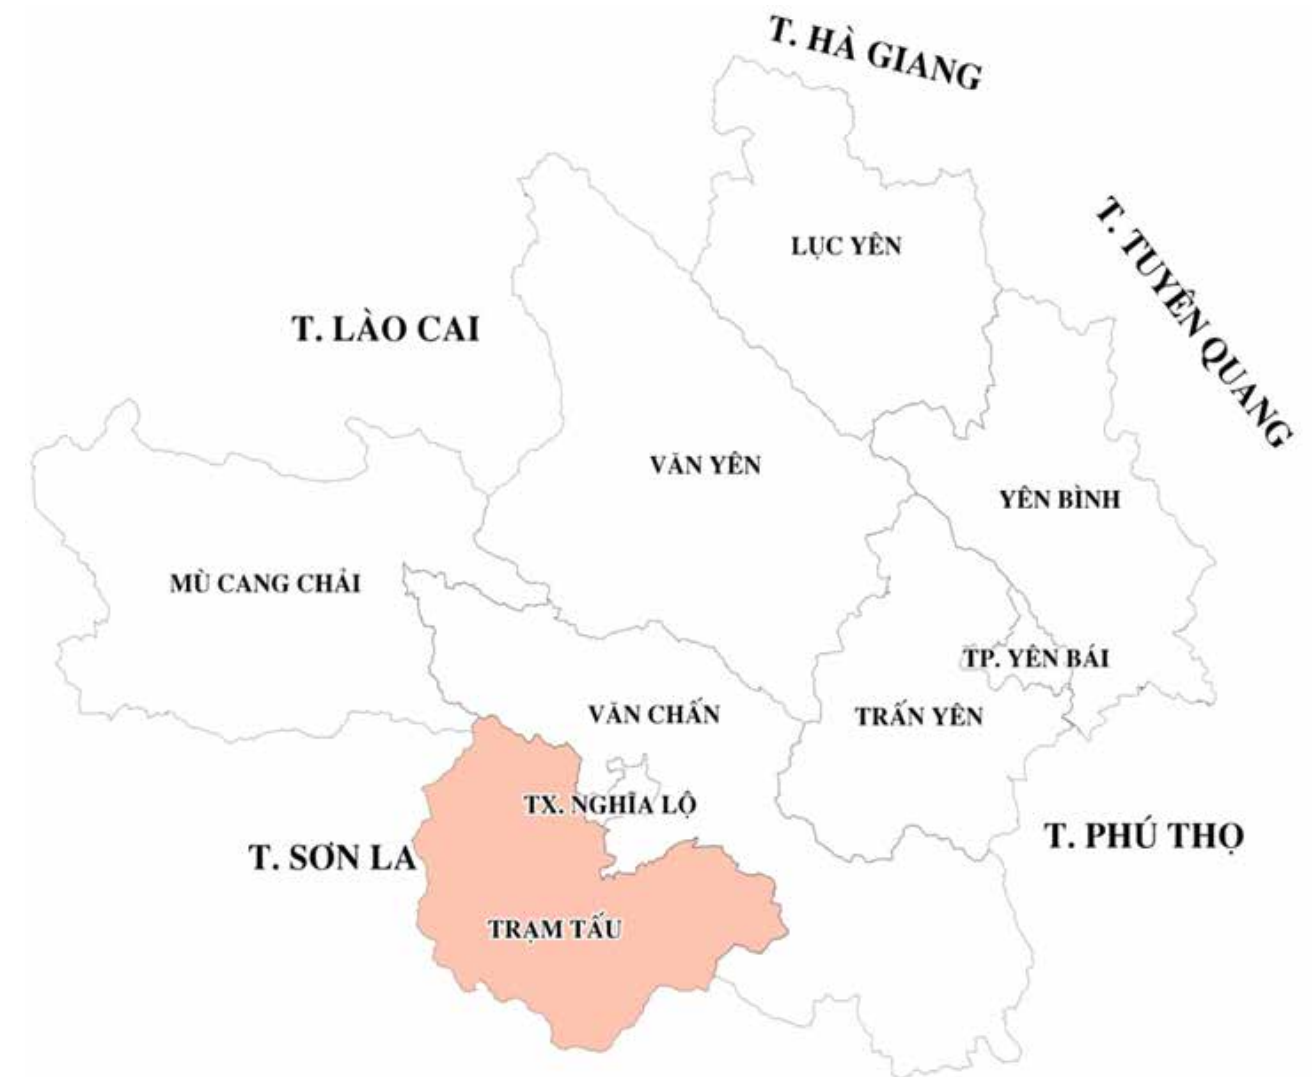 T. HÀ GIANG
T. TUYÊN QUANG
LỤC YÊN
T. LÀO CAI
VĂN YÊN
YÊN BÌNH
MÙ CANG CHẢI
TP. YÊN BÁI
VĂN CHẤN
TRẤN YÊN
TX. NGHĨA LỘ
T. PHÚ THỌ
T. SƠN LA
TRẠM TẤU